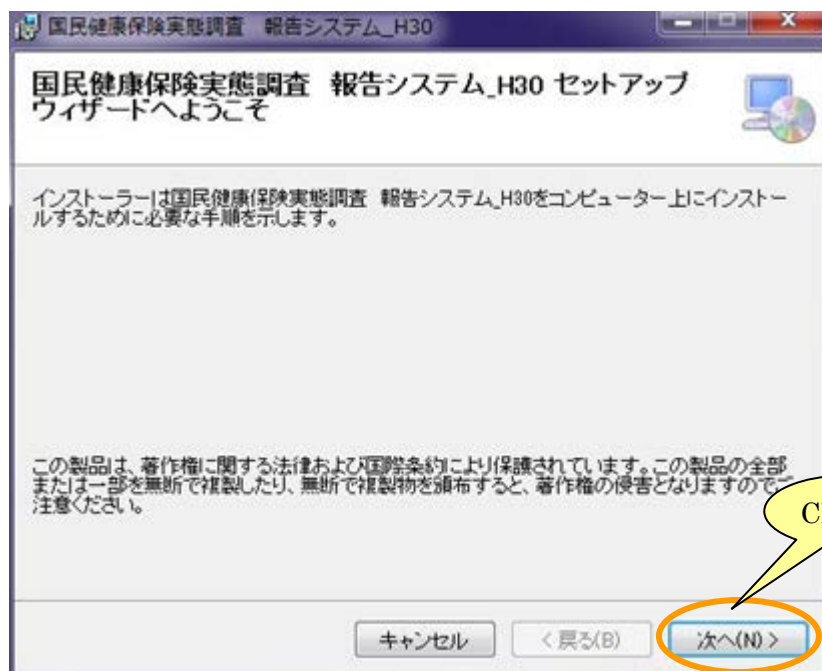 国民健康保険実態調査 報告システム_H30
国民健康保険実態調査 報告システム_H30 セットアップ
ウィザードへようこそ
インストーラーは国民健康保険実態調査 報告システム_H30をコンピューター上にインストー
ルするために必要な手順を示します。
この製品は、著作権に関する法律および国際条約により保護されています。この製品の全部
または一部を無断で複製したり、無断で複製物を頒布すると、著作権の侵害となりますのでご
注意ください。
C
キャンセル
< 戻る(B)
次へ(N) >